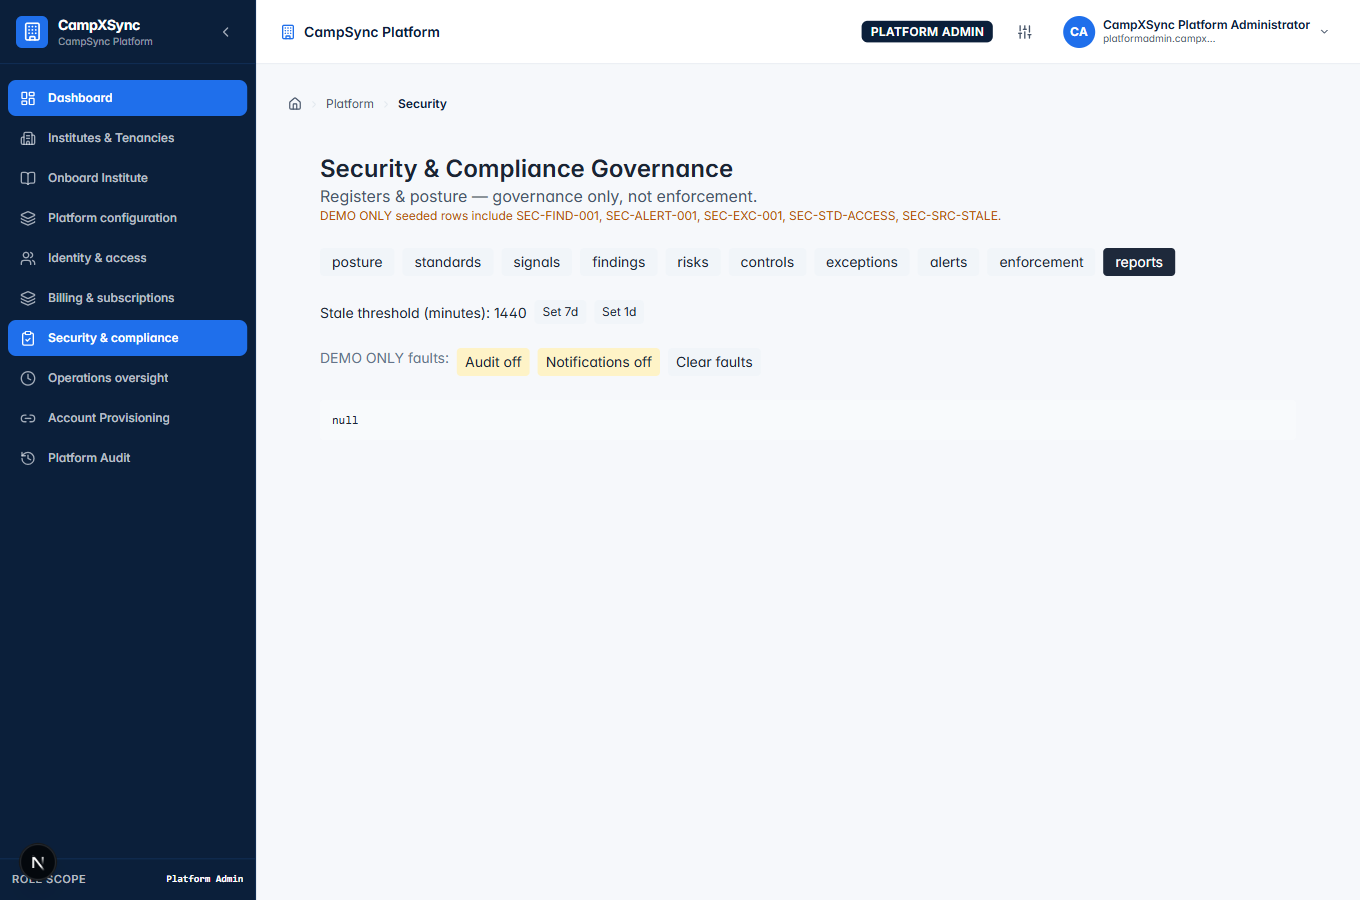 CampXSync
CampSync Platform
Dashboard
Institutes & Tenancies
Onboard Institute
Platform configuration
Identity & access
Billing & subscriptions
Security & compliance
Operations oversight
Account Provisioning
Platform Audit
N
ROLE SCOPE
Platform Admin
CampSync Platform
PLATFORM ADMIN
CA
CampXSync Platform Administrator
platformadmin.campx...
Platform
Security
Security & Compliance Governance
Registers & posture — governance only, not enforcement.
DEMO ONLY seeded rows include SEC-FIND-001, SEC-ALERT-001, SEC-EXC-001, SEC-STD-ACCESS, SEC-SRC-STALE.
posture standards signals findings risks controls exceptions alerts enforcement reports
Stale threshold (minutes): 1440 Set 7d Set 1d
DEMO ONLY faults: Audit off Notifications off Clear faults
null